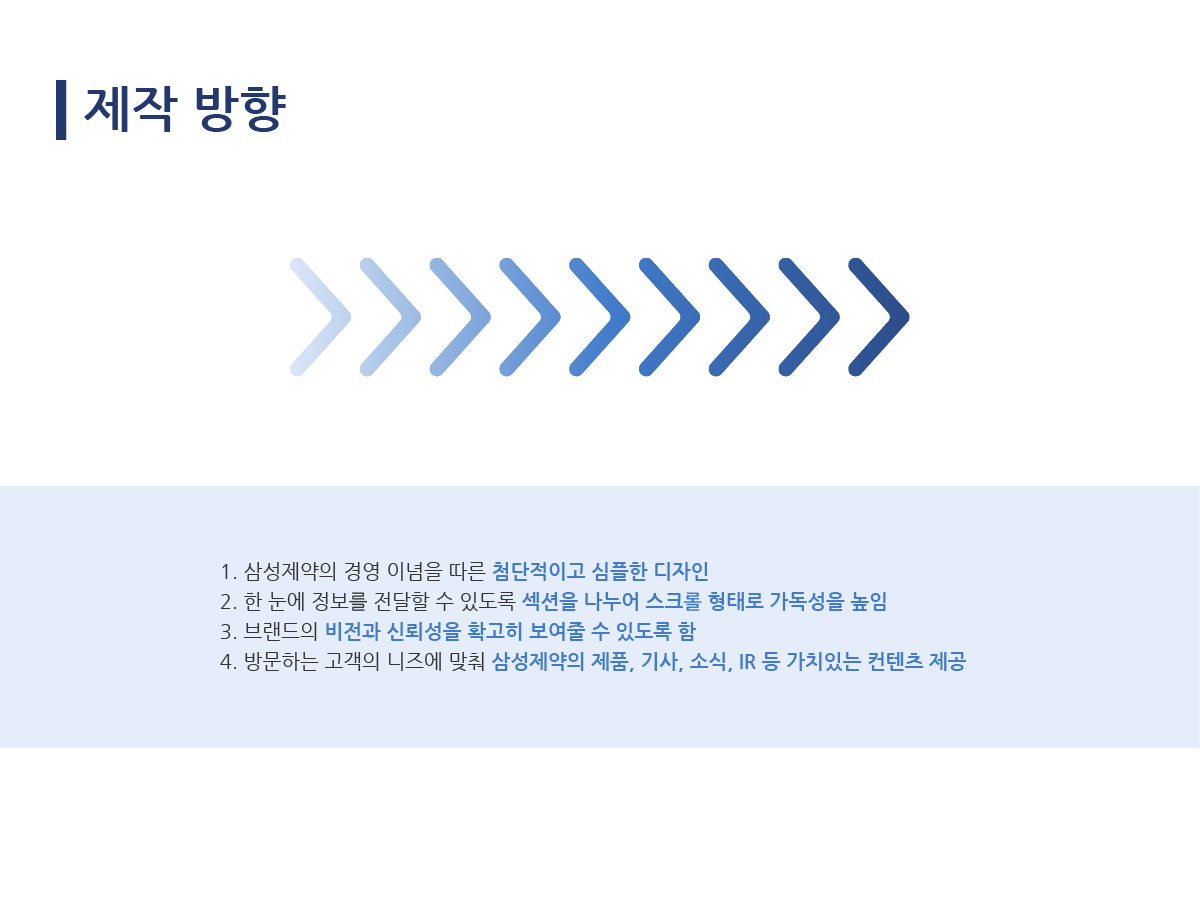 제작 방향
1. 삼성제약의 경영 이념을 따른 첨단적이고 심플한 디자인
2. 한 눈에 정보를 전달할 수 있도록 섹션을 나누어 스크롤 형태로 가독성을 높임
3. 브랜드의 비전과 신뢰성을 확고히 보여줄 수 있도록 함
4. 방문하는 고객의 니즈에 맞춰 삼성제약의 제품, 기사, 소식, IR 등 가치있는 컨텐츠 제공